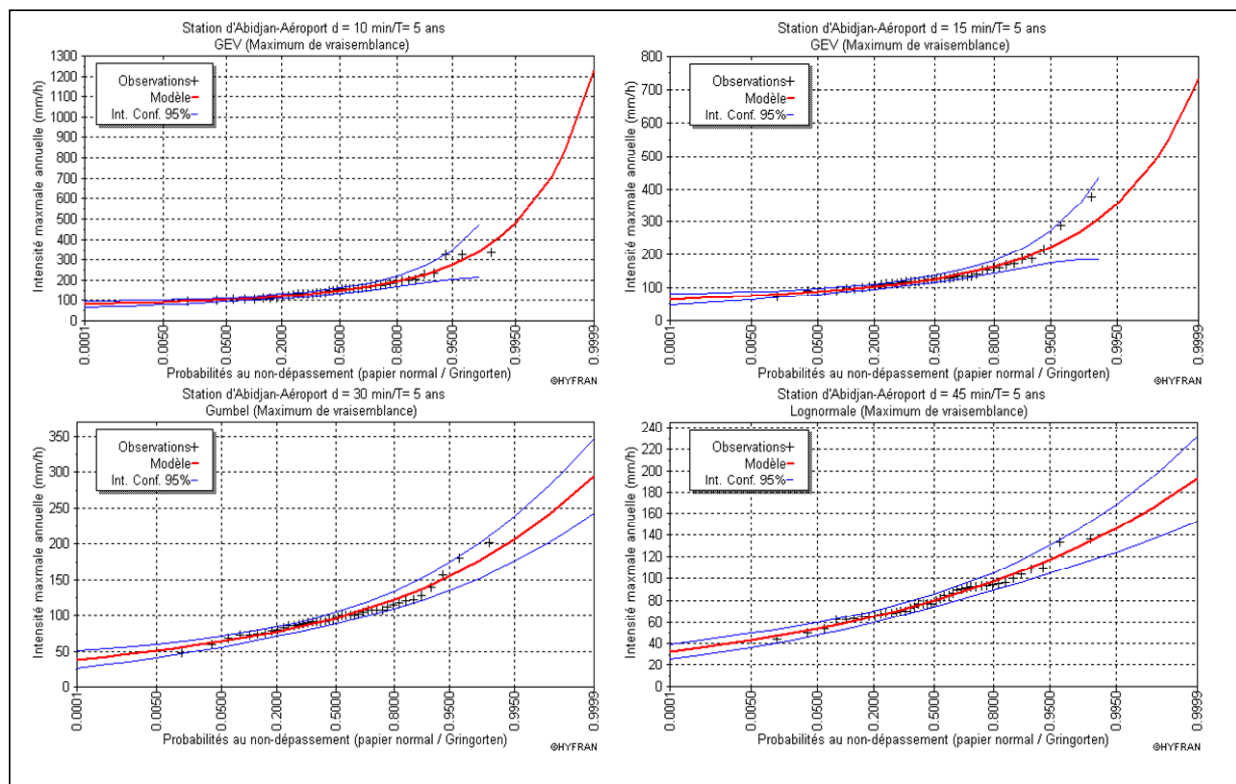 Station d'Abidjan-Aéroport d = 10 min/T= 5 ans
GEV (Maximum de vraisemblance)
Intensité maxmale annuelle (mm/h)
1300
1200
1100
1000
900
800
700
600
500
400
300
200
100
0
Observations+
Modèle–
Int. Conf. 95%–
0.0001
0.0050
0.0500
0.2000
0.5000
0.8000
0.9500
0.9950
0.9999
Probabilités au non-dépassement (papier normal / Gringorten)
©HYFRAN
Station d'Abidjan-Aéroport d = 15 min/T= 5 ans
GEV (Maximum de vraisemblance)
Intensité maxmale annuelle (mm/h)
800
700
600
500
400
300
200
100
0
Observations+
Modèle–
Int. Conf. 95%–
0.0001
0.0050
0.0500
0.2000
0.5000
0.8000
0.9500
0.9950
0.9999
Probabilités au non-dépassement (papier normal / Gringorten)
©HYFRAN
Station d'Abidjan-Aéroport d = 30 min/T= 5 ans
Gumbel (Maximum de vraisemblance)
Intensité maxmale annuelle (mm/h)
350
300
250
200
150
100
50
0
Observations+
Modèle–
Int. Conf. 95%–
0.0001
0.0050
0.0500
0.2000
0.5000
0.8000
0.9500
0.9950
0.9999
Probabilités au non-dépassement (papier normal / Gringorten)
©HYFRAN
Station d'Abidjan-Aéroport d = 45 min/T= 5 ans
Lognormale (Maximum de vraisemblance)
Intensité maxmale annuelle (mm/h)
240
220
200
180
160
140
120
100
80
60
40
20
0
Observations+
Modèle–
Int. Conf. 95%–
0.0001
0.0050
0.0500
0.2000
0.5000
0.8000
0.9500
0.9950
0.9999
Probabilités au non-dépassement (papier normal / Gringorten)
©HYFRAN